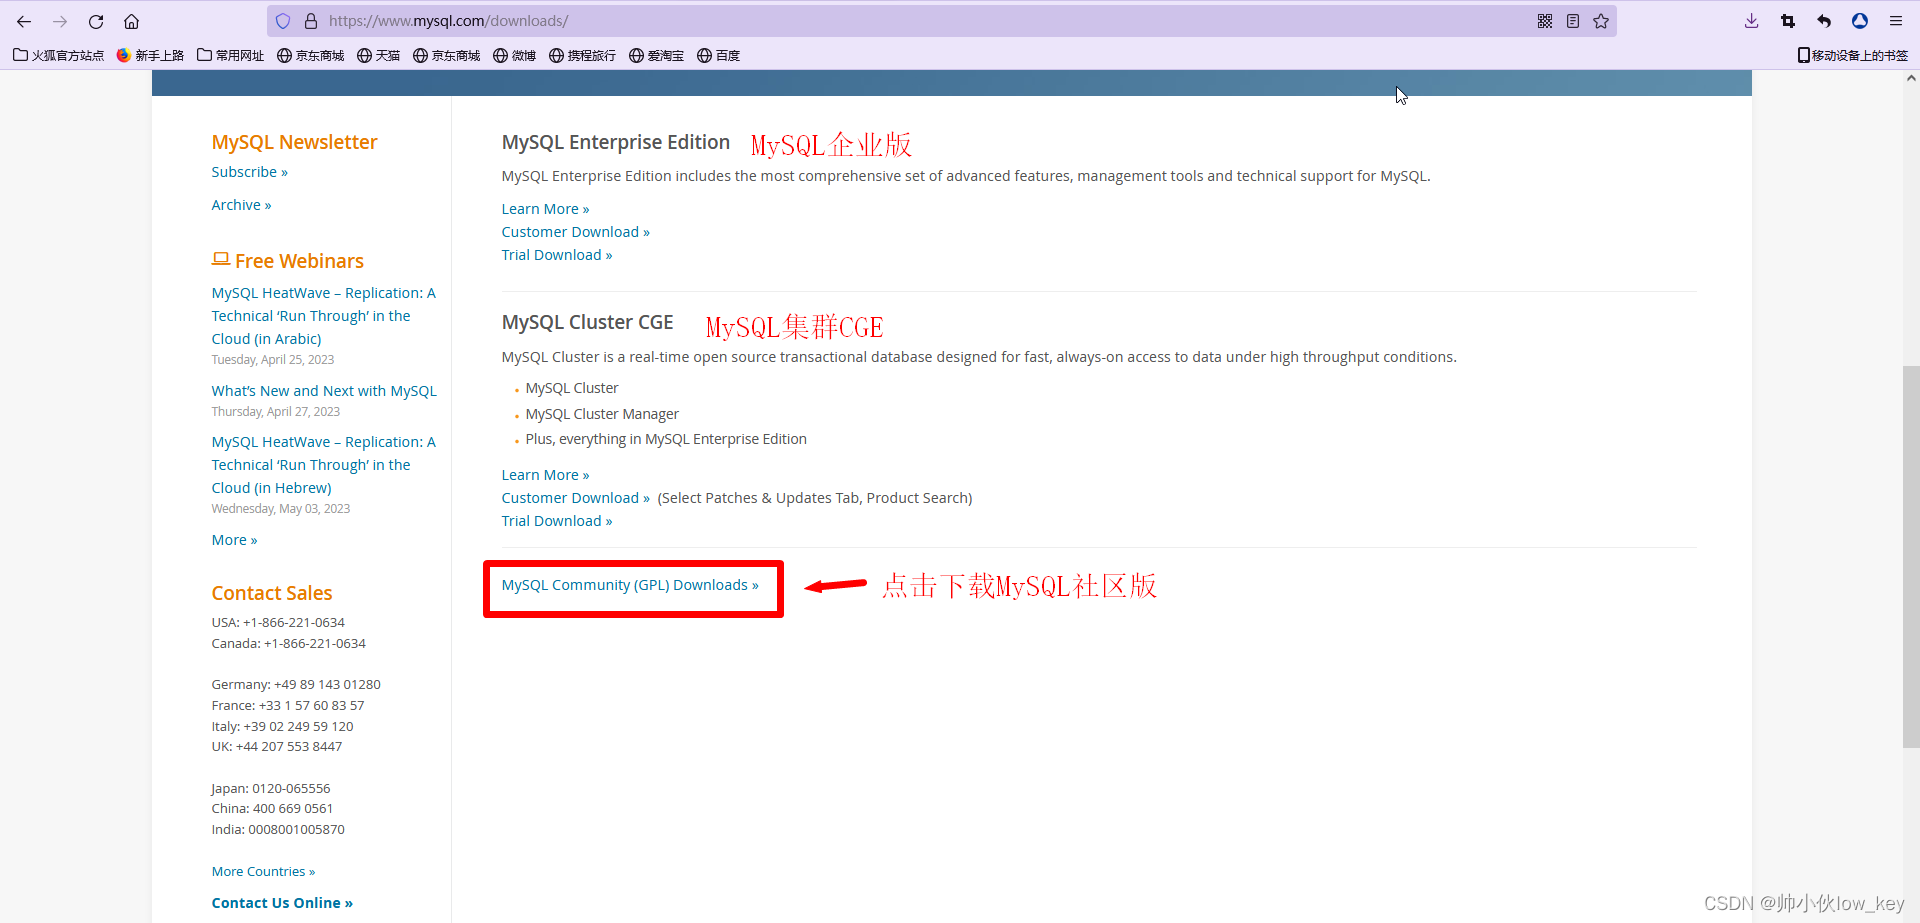 https://www.mysql.com/downloads/
火狐官方站点 新手上路 常用网址 京东商城 天猫 京东商城 微博 携程旅行 爱淘宝 百度 移动设备上的书签
MySQL Newsletter
Subscribe »
Archive »
Free Webinars
MySQL HeatWave – Replication: A
Technical ‘Run Through’ in the
Cloud (in Arabic)
Tuesday, April 25, 2023
What’s New and Next with MySQL
Thursday, April 27, 2023
MySQL HeatWave – Replication: A
Technical ‘Run Through’ in the
Cloud (in Hebrew)
Wednesday, May 03, 2023
More »
Contact Sales
USA: +1-866-221-0634
Canada: +1-866-221-0634
Germany: +49 89 143 01280
France: +33 1 57 60 83 57
Italy: +39 02 249 59 120
UK: +44 207 553 8447
Japan: 0120-065556
China: 400 669 0561
India: 0008001005870
More Countries »
Contact Us Online »
MySQL Enterprise Edition MySQL企业版
MySQL Enterprise Edition includes the most comprehensive set of advanced features, management tools and technical support for MySQL.
Learn More »
Customer Download »
Trial Download »
MySQL Cluster CGE MySQL集群CGE
MySQL Cluster is a real-time open source transactional database designed for fast, always-on access to data under high throughput conditions.
MySQL Cluster
MySQL Cluster Manager
Plus, everything in MySQL Enterprise Edition
Learn More »
Customer Download » (Select Patches & Updates Tab, Product Search)
Trial Download »
MySQL Community (GPL) Downloads » 点击下载MySQL社区版
CSDN @帅小伙low_key